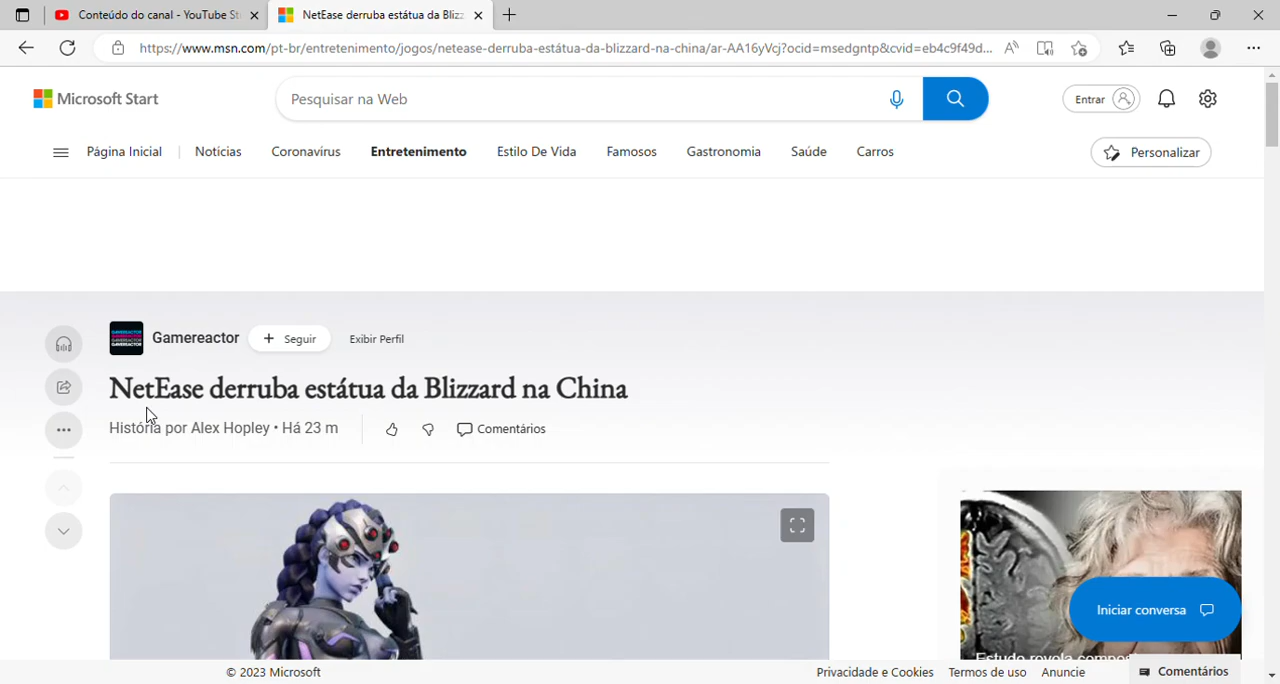 Conteúdo do canal - YouTube St
NetEase derruba estátua da Blizz
https://www.msn.com/pt-br/entretenimento/jogos/netease-derruba-estátua-da-blizzard-na-china/ar-AA16yVcj?ocid=msedgntp&cvid=eb4c9f49d...
Microsoft Start
Pesquisar na Web
Entrar
Página Inicial
Notícias
Coronavírus
Entretenimento
Estilo De Vida
Famosos
Gastronomia
Saúde
Carros
Personalizar
Gamereactor
Seguir
Exibir Perfil
NetEase derruba estátua da Blizzard na China
História por Alex Hopley • Há 23 m
Comentários
Iniciar conversa
© 2023 Microsoft
Privacidade e Cookies
Termos de uso
Anuncie
Comentários